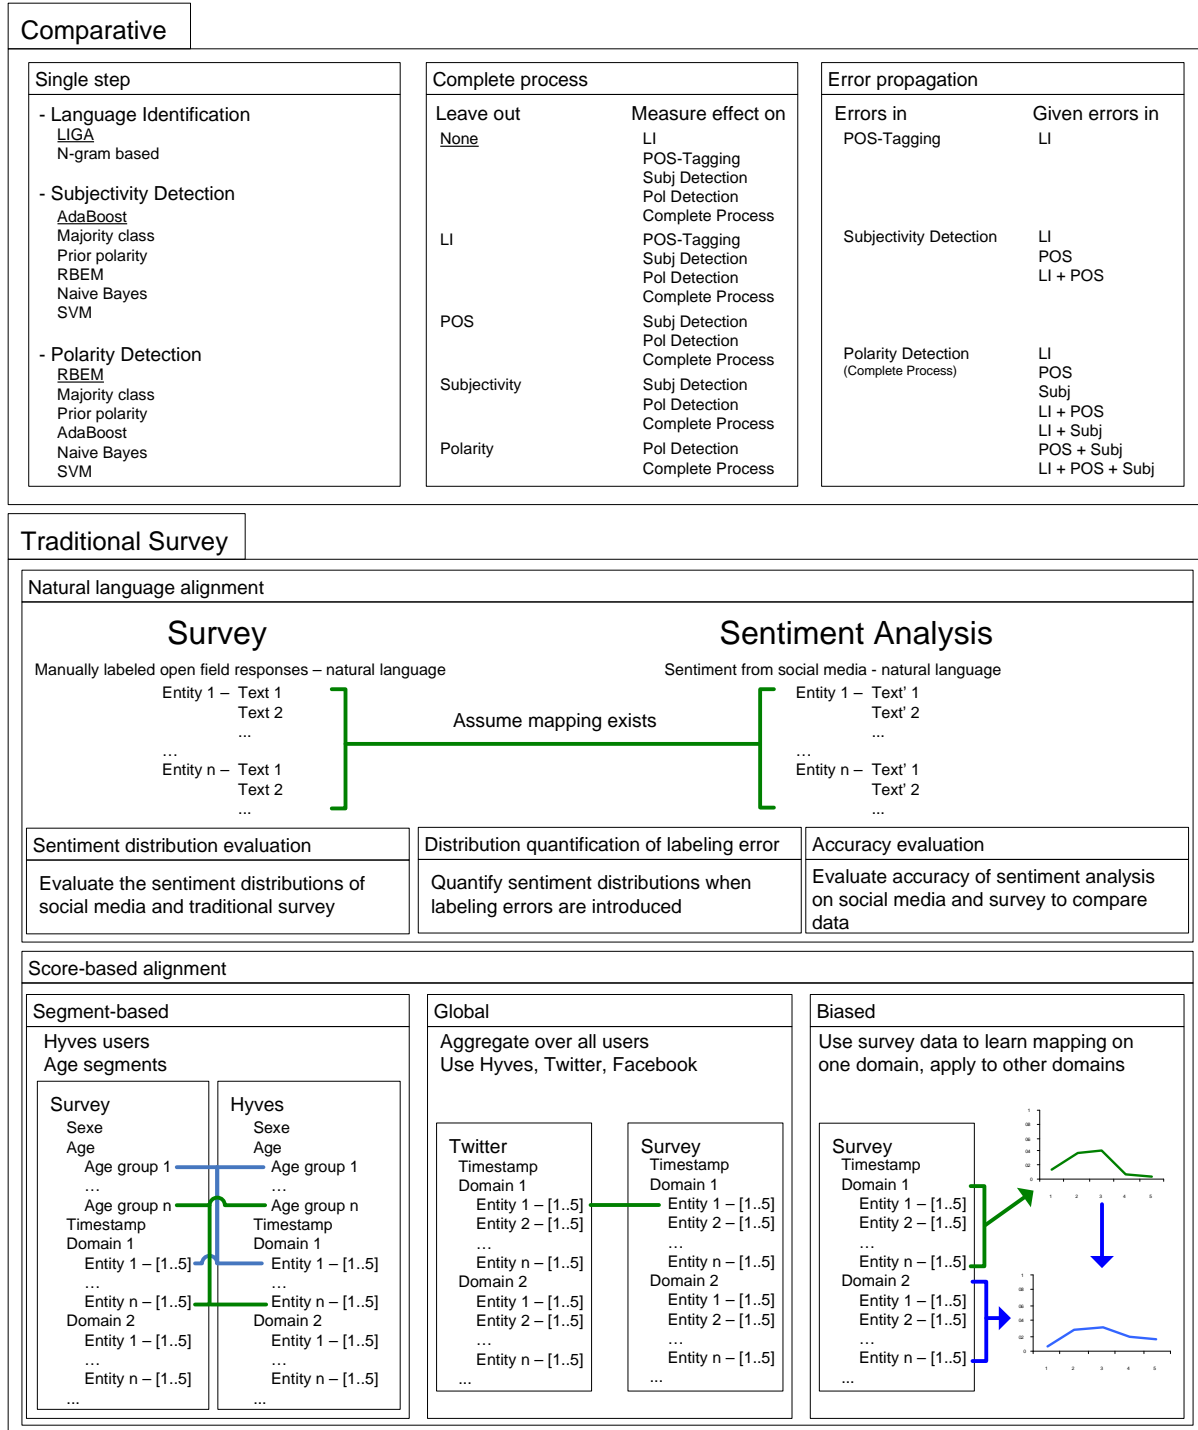 Comparative
Single step
- Language Identification
LIGA
N-gram based
- Subjectivity Detection
AdaBoost
Majority class
Prior polarity
RBEM
Naive Bayes
SVM
- Polarity Detection
RBEM
Majority class
Prior polarity
AdaBoost
Naive Bayes
SVM
Complete process
Leave out Measure effect on
None LI
POS-Tagging
Subj Detection
Pol Detection
Complete Process
LI POS-Tagging
Subj Detection
Pol Detection
Complete Process
POS Subj Detection
Pol Detection
Complete Process
Subjectivity Subj Detection
Pol Detection
Complete Process
Polarity Pol Detection
Complete Process
Error propagation
Errors in Given errors in
POS-Tagging LI
Subjectivity Detection LI
POS
LI + POS
Polarity Detection LI
(Complete Process) POS
Subj
LI + POS
LI + Subj
POS + Subj
LI + POS + Subj
Traditional Survey
Natural language alignment
Survey
Manually labeled open field responses – natural language
Entity 1 – Text 1
Text 2
...
…
Entity n – Text 1
Text 2
...
Assume mapping exists
Sentiment Analysis
Sentiment from social media - natural language
Entity 1 – Text' 1
Text' 2
...
…
Entity n – Text' 1
Text' 2
...
Sentiment distribution evaluation
Evaluate the sentiment distributions of
social media and traditional survey
Distribution quantification of labeling error
Quantify sentiment distributions when
labeling errors are introduced
Accuracy evaluation
Evaluate accuracy of sentiment analysis
on social media and survey to compare
data
Score-based alignment
Segment-based
Hyves users
Age segments
Survey
Sexe
Age
Age group 1
…
Age group n
Timestamp
Domain 1
Entity 1 – [1..5]
…
Entity n – [1..5]
Domain 2
Entity 1 – [1..5]
…
Entity n – [1..5]
...
Hyves
Sexe
Age
Age group 1
…
Age group n
Timestamp
Domain 1
Entity 1 – [1..5]
…
Entity n – [1..5]
Domain 2
Entity 1 – [1..5]
…
Entity n – [1..5]
...
Global
Aggregate over all users
Use Hyves, Twitter, Facebook
Twitter
Timestamp
Domain 1
Entity 1 – [1..5]
Entity 2 – [1..5]
…
Entity n – [1..5]
Domain 2
Entity 1 – [1..5]
Entity 2 – [1..5]
…
Entity n – [1..5]
...
Survey
Timestamp
Domain 1
Entity 1 – [1..5]
Entity 2 – [1..5]
…
Entity n – [1..5]
Domain 2
Entity 1 – [1..5]
Entity 2 – [1..5]
…
Entity n – [1..5]
...
Biased
Use survey data to learn mapping on
one domain, apply to other domains
Survey
Timestamp
Domain 1
Entity 1 – [1..5]
Entity 2 – [1..5]
…
Entity n – [1..5]
Domain 2
Entity 1 – [1..5]
Entity 2 – [1..5]
…
Entity n – [1..5]
...
1
0
1 2 3 4 5
1
0
1 2 3 4 5